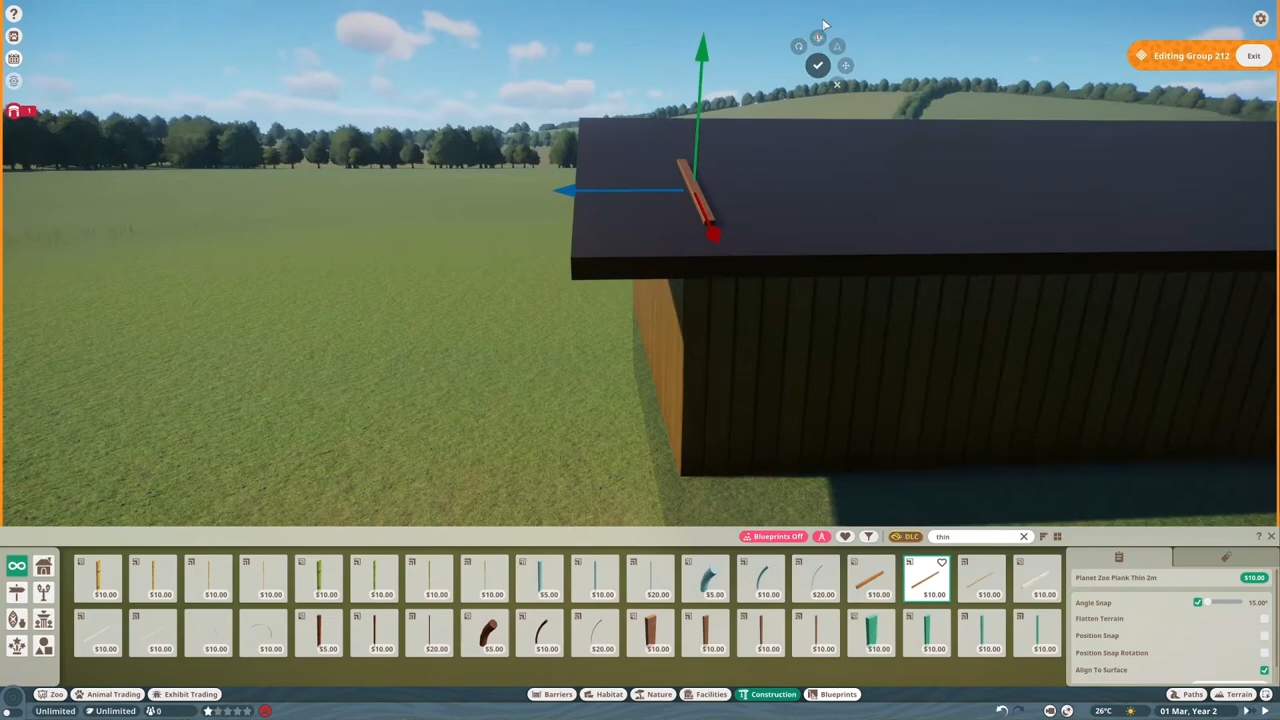 ?
Editing Group 212 Exit
1
Blueprints Off DLC thin
? 
$10.00 $10.00 $10.00 $10.00 $10.00 $10.00 $10.00 $10.00 $5.00 $10.00 $20.00 $5.00 $10.00 $20.00 $10.00 $10.00 $10.00 $10.00
Planet Zoo Plank Thin 2m $10.00
Angle Snap 15.00°
Flatten Terrain
Position Snap
Position Snap Rotation
Align To Surface
$10.00 $10.00 $10.00 $10.00 $5.00 $10.00 $20.00 $5.00 $10.00 $20.00 $10.00 $10.00 $10.00 $10.00 $10.00 $10.00 $10.00 $10.00
Zoo Animal Trading Exhibit Trading Barriers Habitat Nature Facilities Construction Blueprints Paths Terrain
Unlimited Unlimited 0 26°C 01 Mar, Year 2